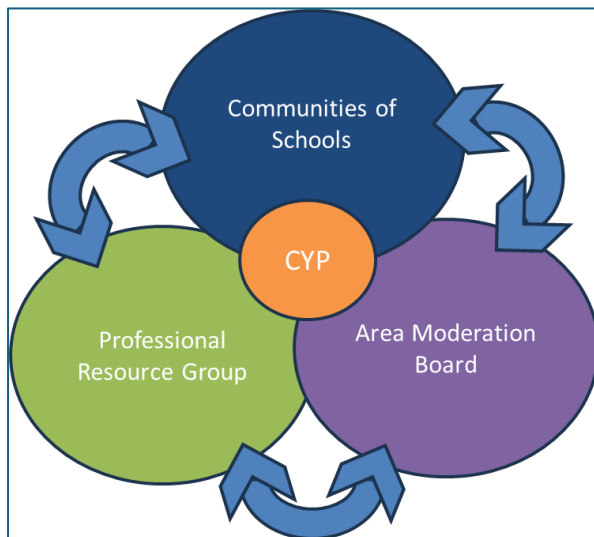 Communities of
Schools
CYP
Professional
Resource Group
Area Moderation
Board